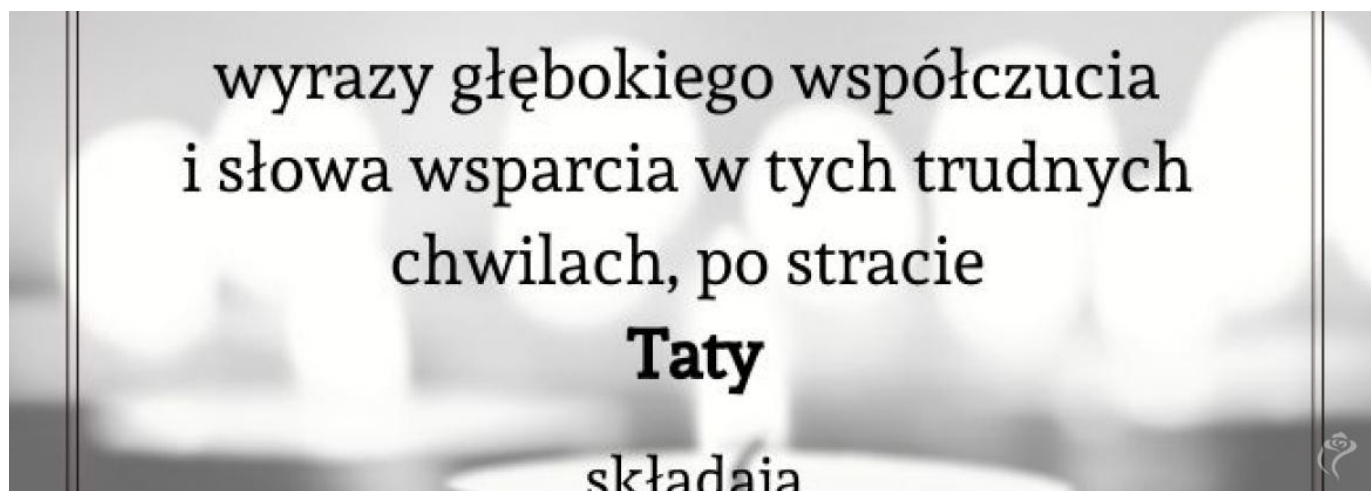 wyrazy głębokiego współczucia
i słowa wsparcia w tych trudnych
chwilach, po stracie
Taty
składają